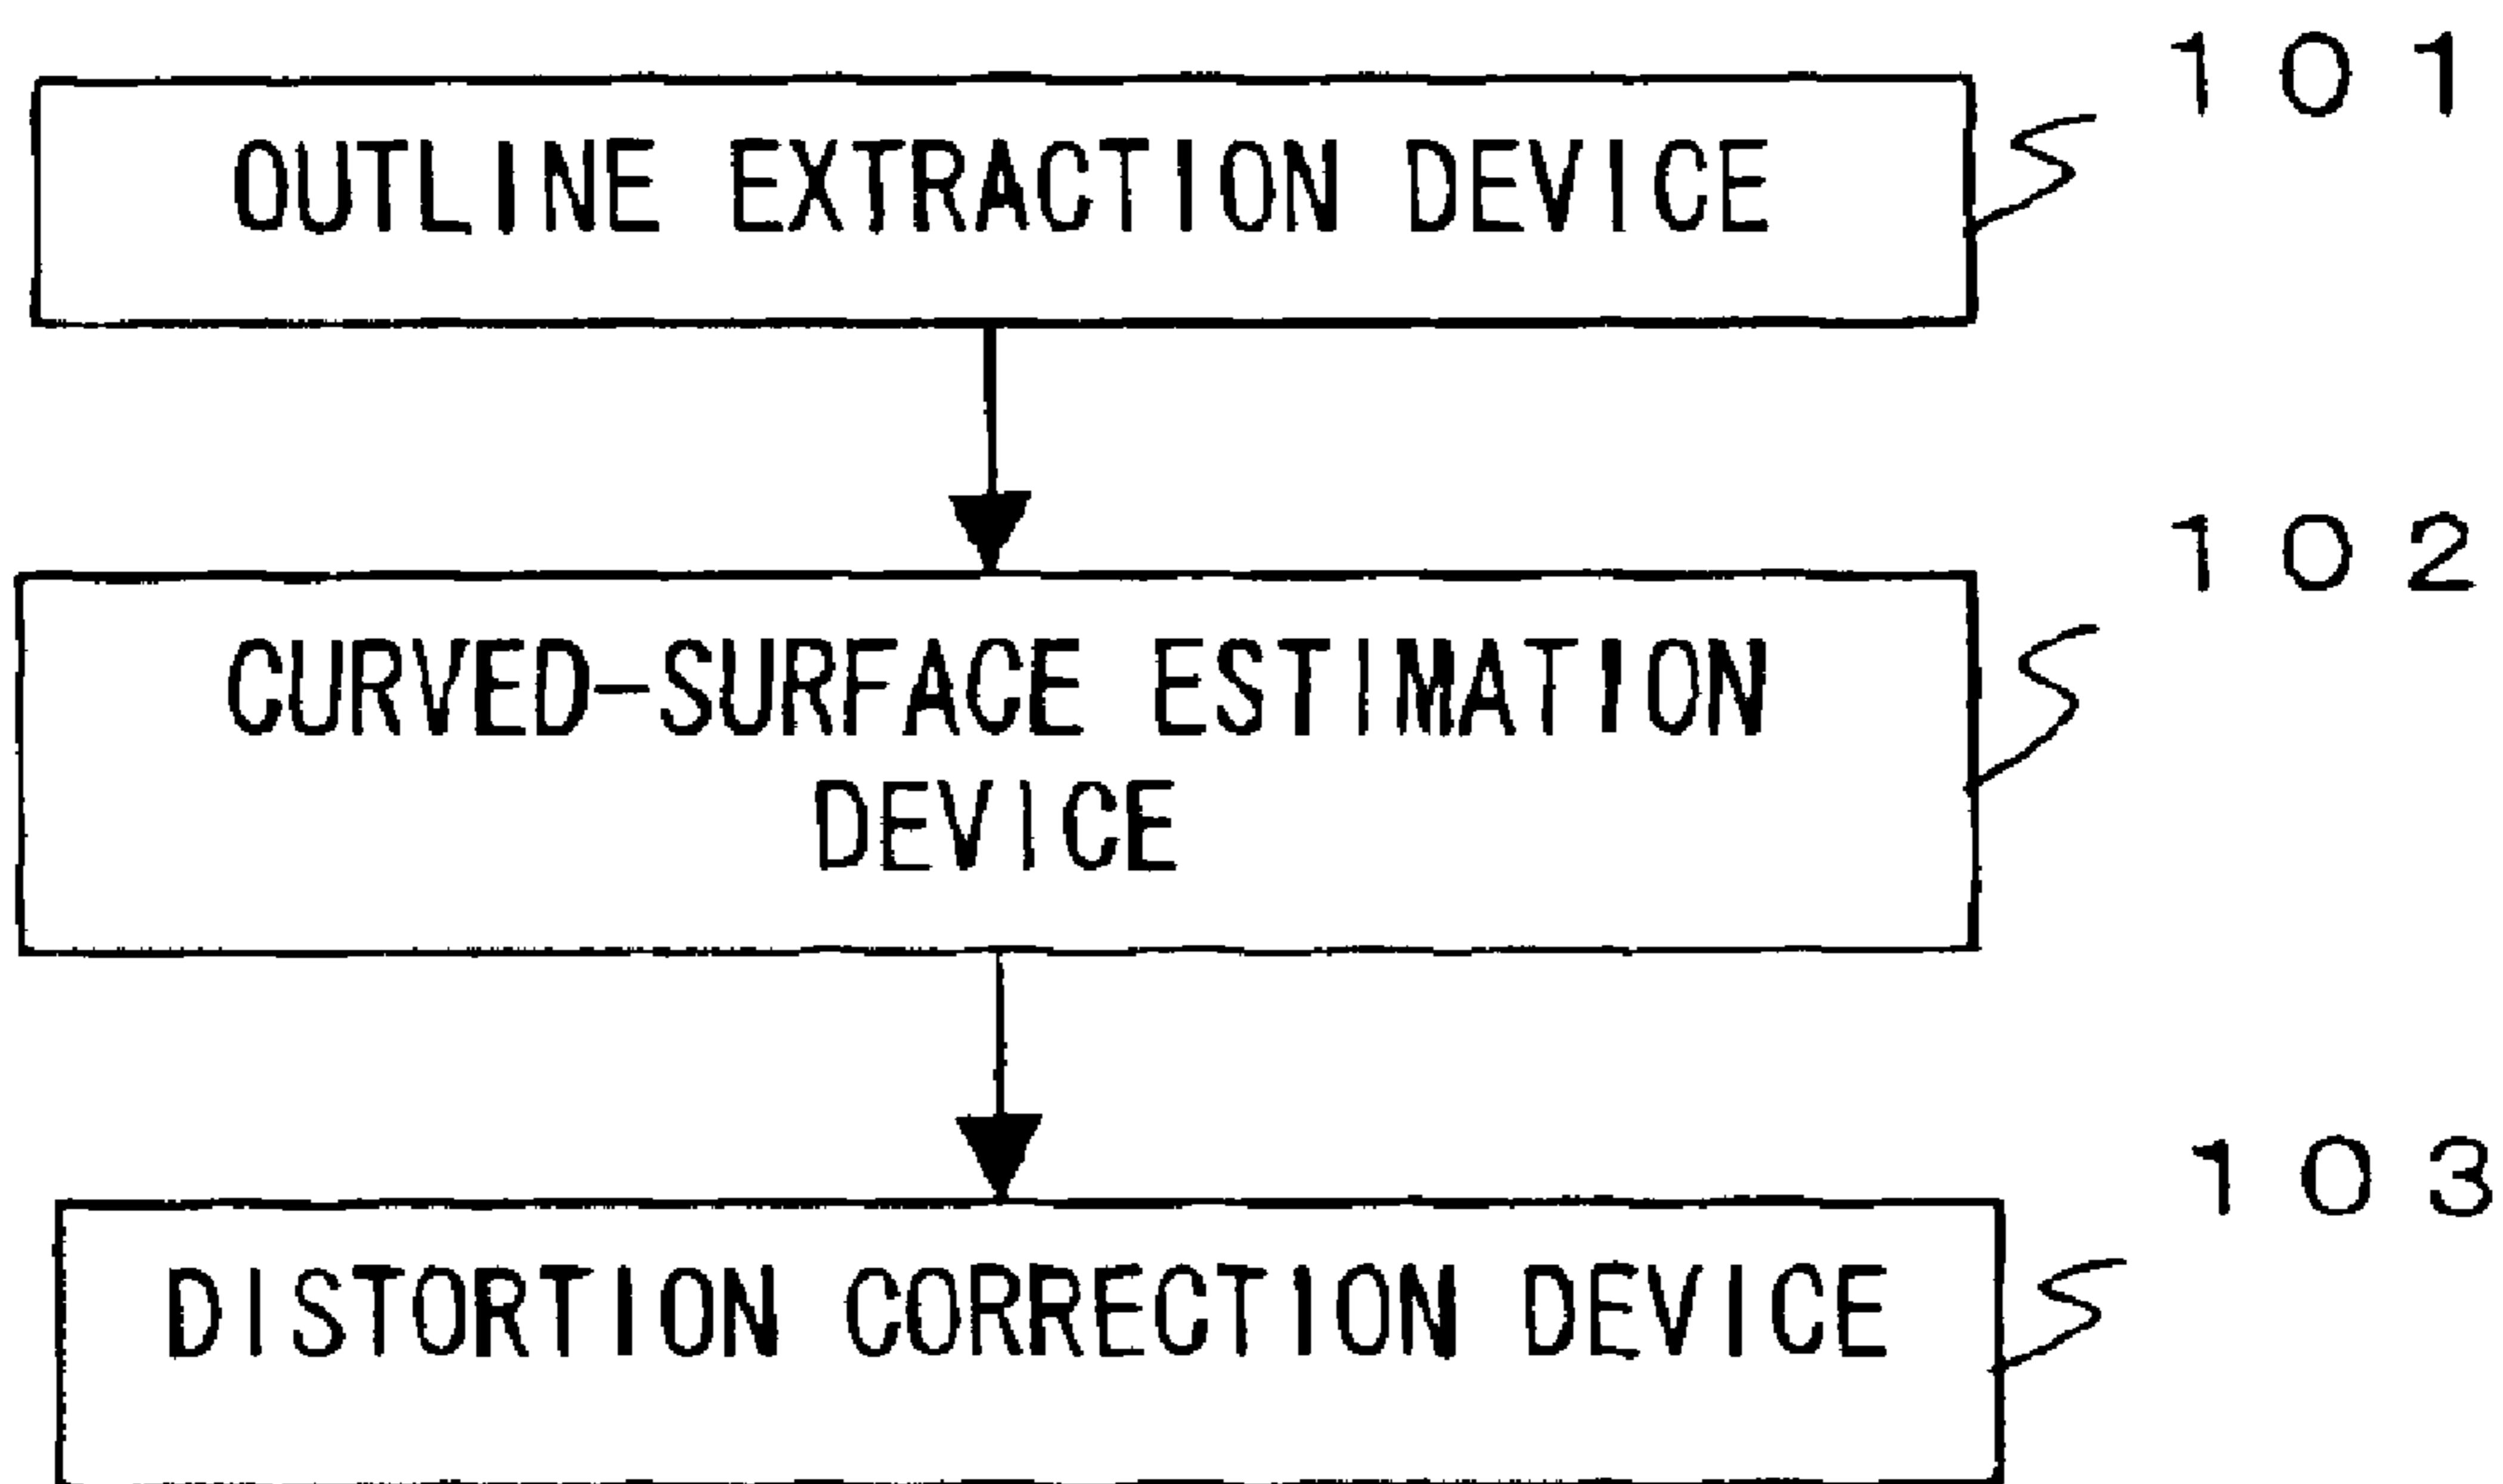 101
OUTLINE EXTRACTION DEVICE
102
CURVED-SURFACE ESTIMATION
DEVICE
103
DISTORTION CORRECTION DEVICE